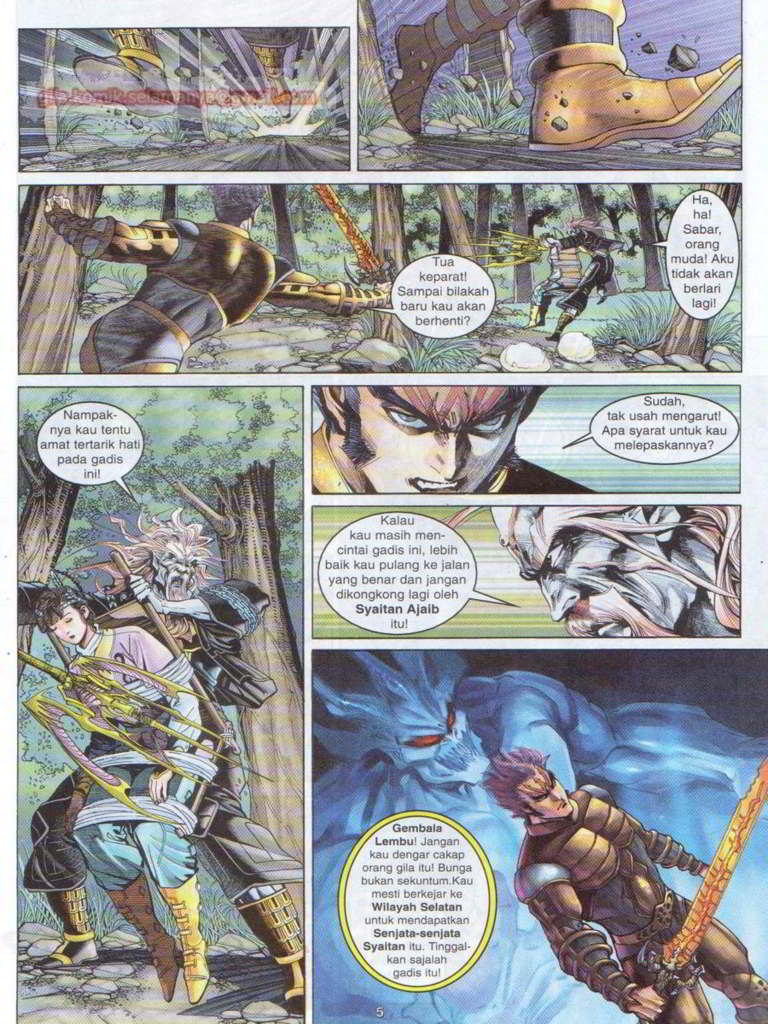 Tua
keparat!
Sampai bilakah
baru kau akan
berhenti?
Ha,
ha!
Sabar,
orang
muda! Aku
tidak akan
berlari
lagi!
Nampak-
nya kau tentu
amat tertarik hati
pada gadis
ini!
Sudah,
tak usah mengarut!
Apa syarat untuk kau
melepaskannya?
Kalau
kau masih men-
cintai gadis ini, lebih
baik kau pulang ke jalan
yang benar dan jangan
dikongkong lagi oleh
Syaitan Ajaib
itu!
Gembala
Lembu! Jangan
kau dengar cakap
orang gila itu! Bunga
bukan sekuntum.Kau
mesti berkejar ke
Wilayah Selatan
untuk mendapatkan
Senjata-senjata
Syaitan itu. Tinggal-
kan sajalah
gadis itu!
5